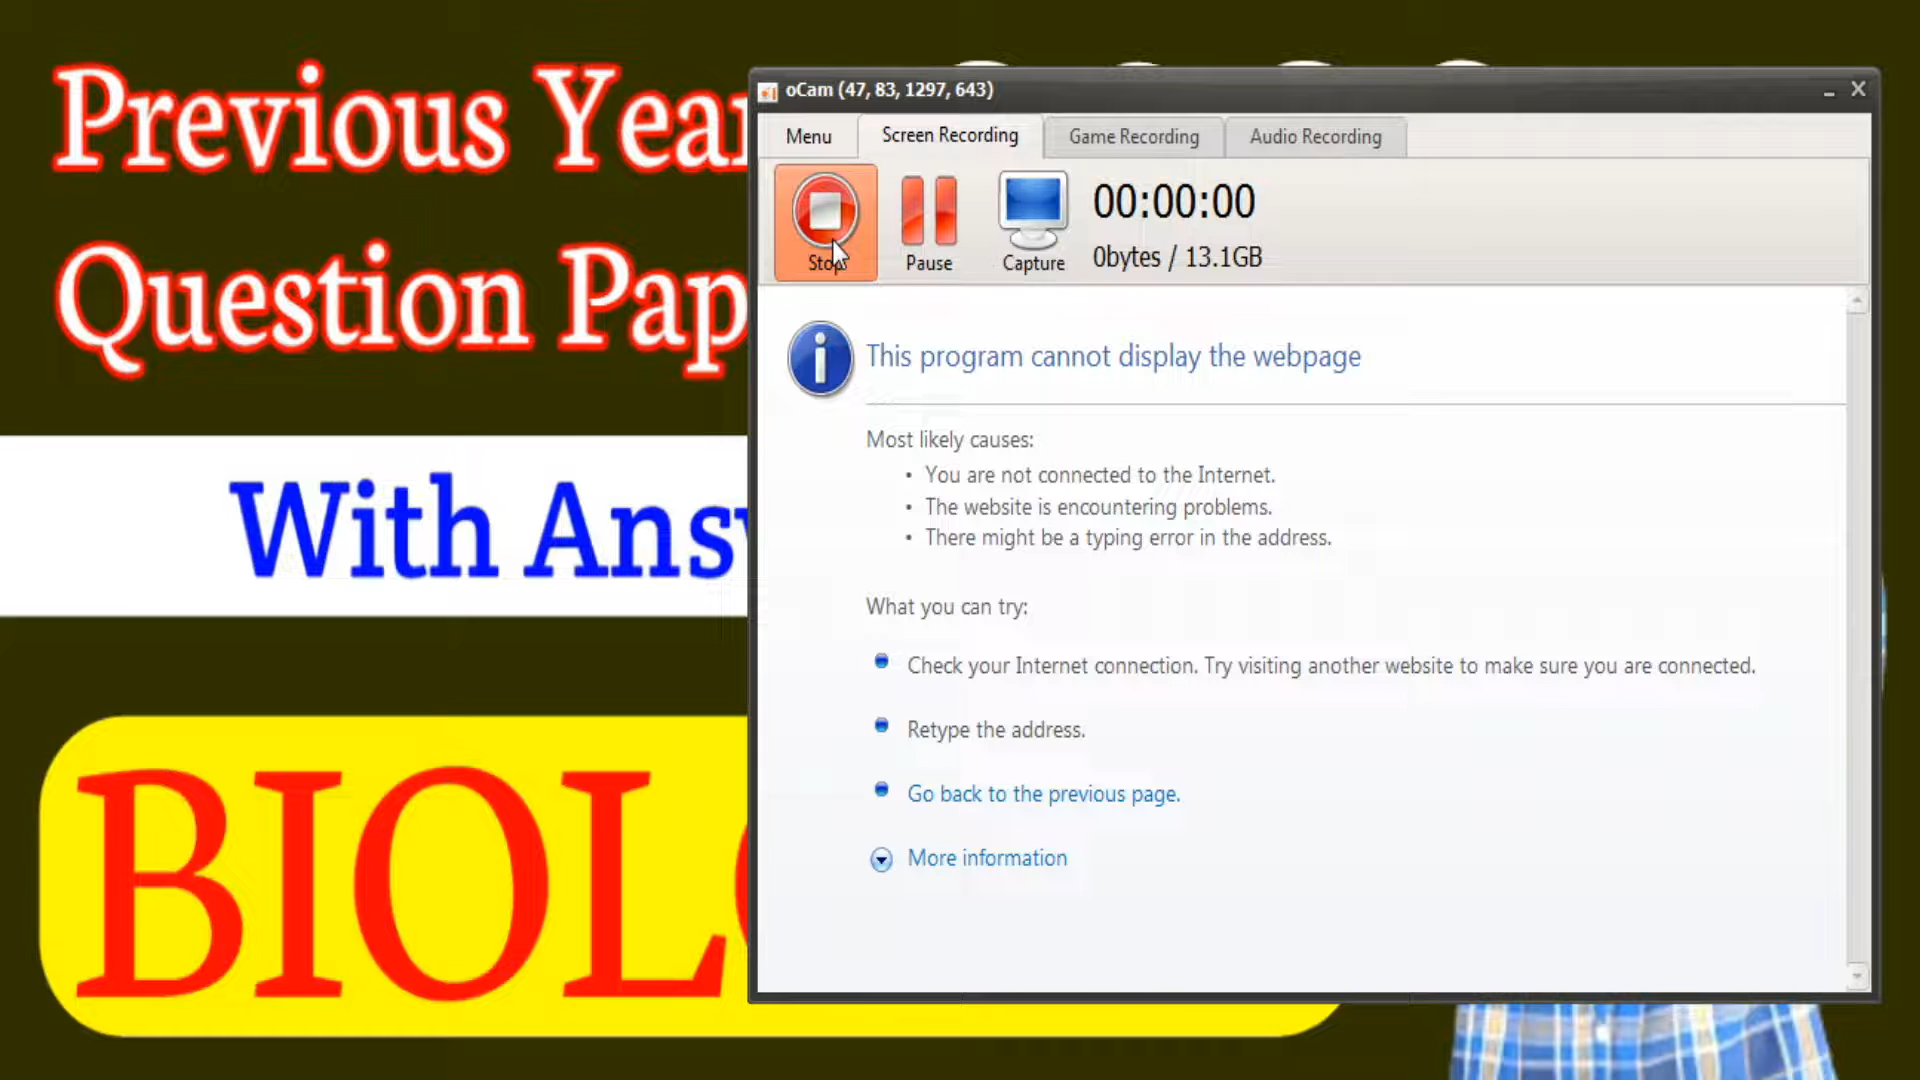 Previous Year
Question Pap
With Ans
BIOL
oCam (47, 83, 1297, 643)
Menu
Screen Recording
Game Recording
Audio Recording
Stop
Pause
Capture
00:00:00
0bytes / 13.1GB
This program cannot display the webpage
Most likely causes:
• You are not connected to the Internet.
• The website is encountering problems.
• There might be a typing error in the address.
What you can try:
Check your Internet connection. Try visiting another website to make sure you are connected.
Retype the address.
Go back to the previous page.
More information